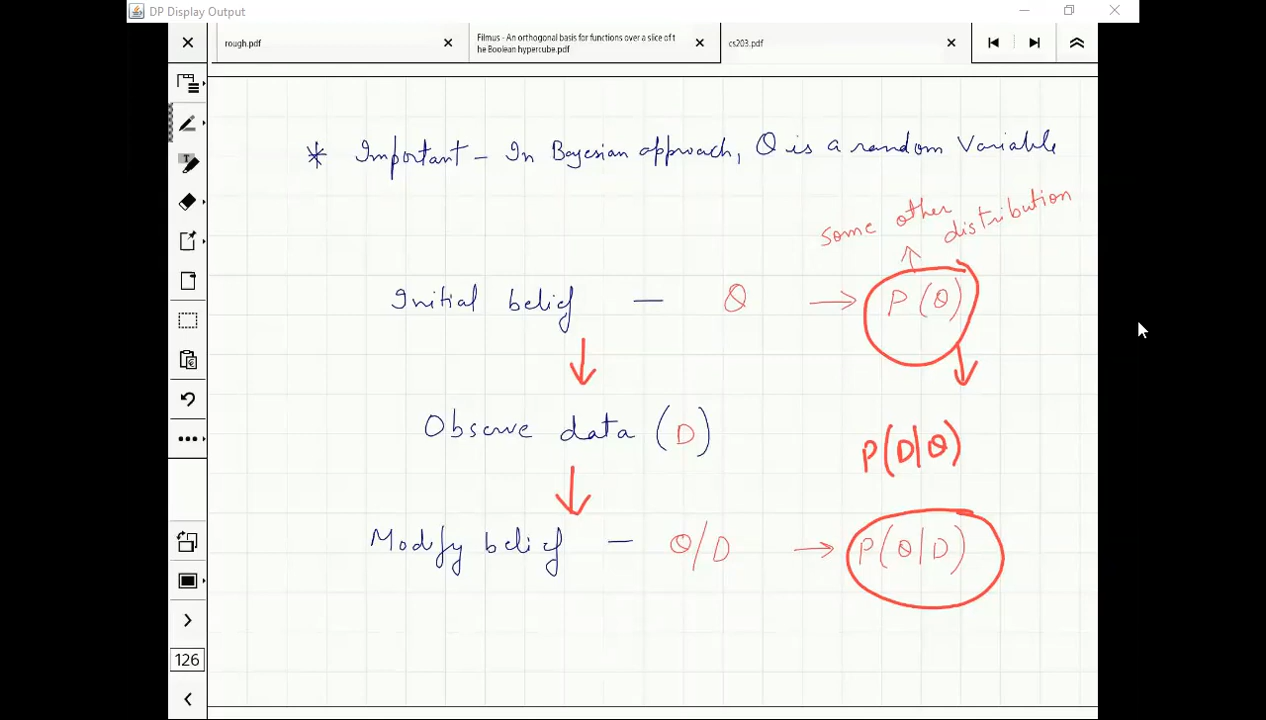 DP Display Output
rough.pdf
Filmus - An orthogonal basis for functions over a slice of t
he Boolean hypercube.pdf
cs203.pdf
* Important - In Bayesian approach, θ is a random Variable
some other distribution
Initial belief — θ → P(θ)
Observe data (D)
P(D|θ)
Modify belief — θ/D → P(θ|D)
126